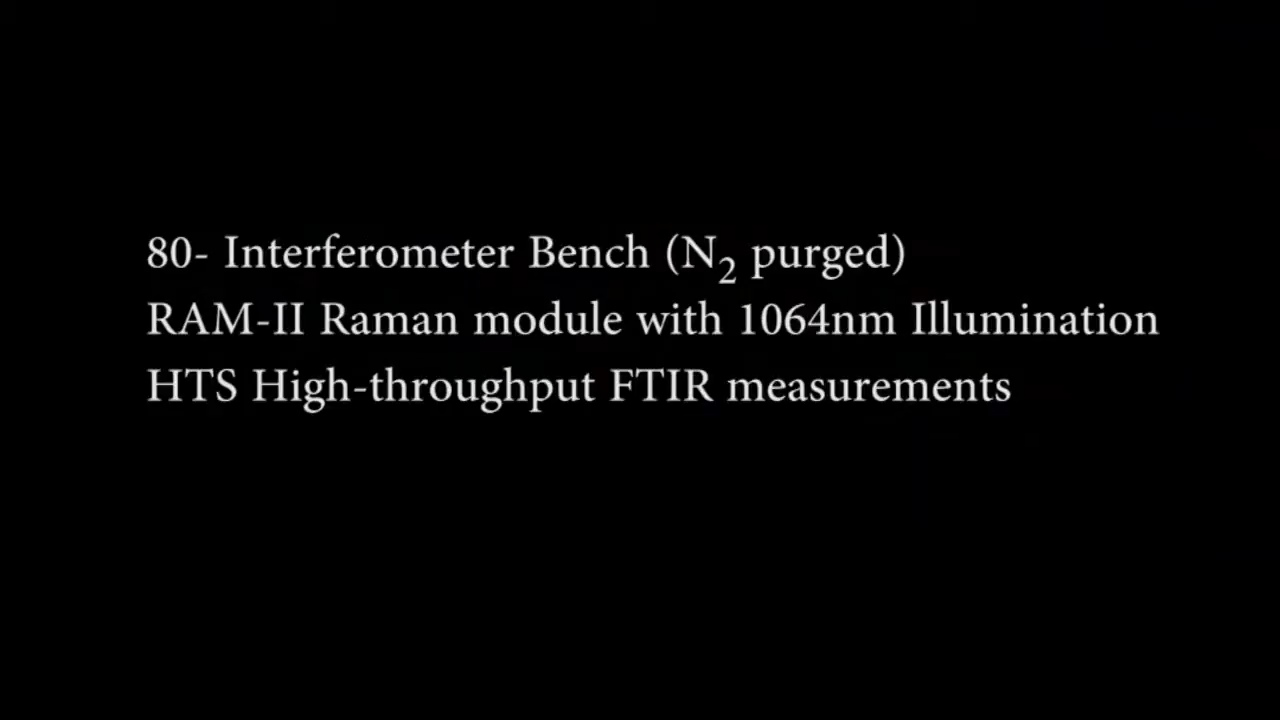 80- Interferometer Bench (N₂ purged)
RAM-II Raman module with 1064nm Illumination
HTS High-throughput FTIR measurements